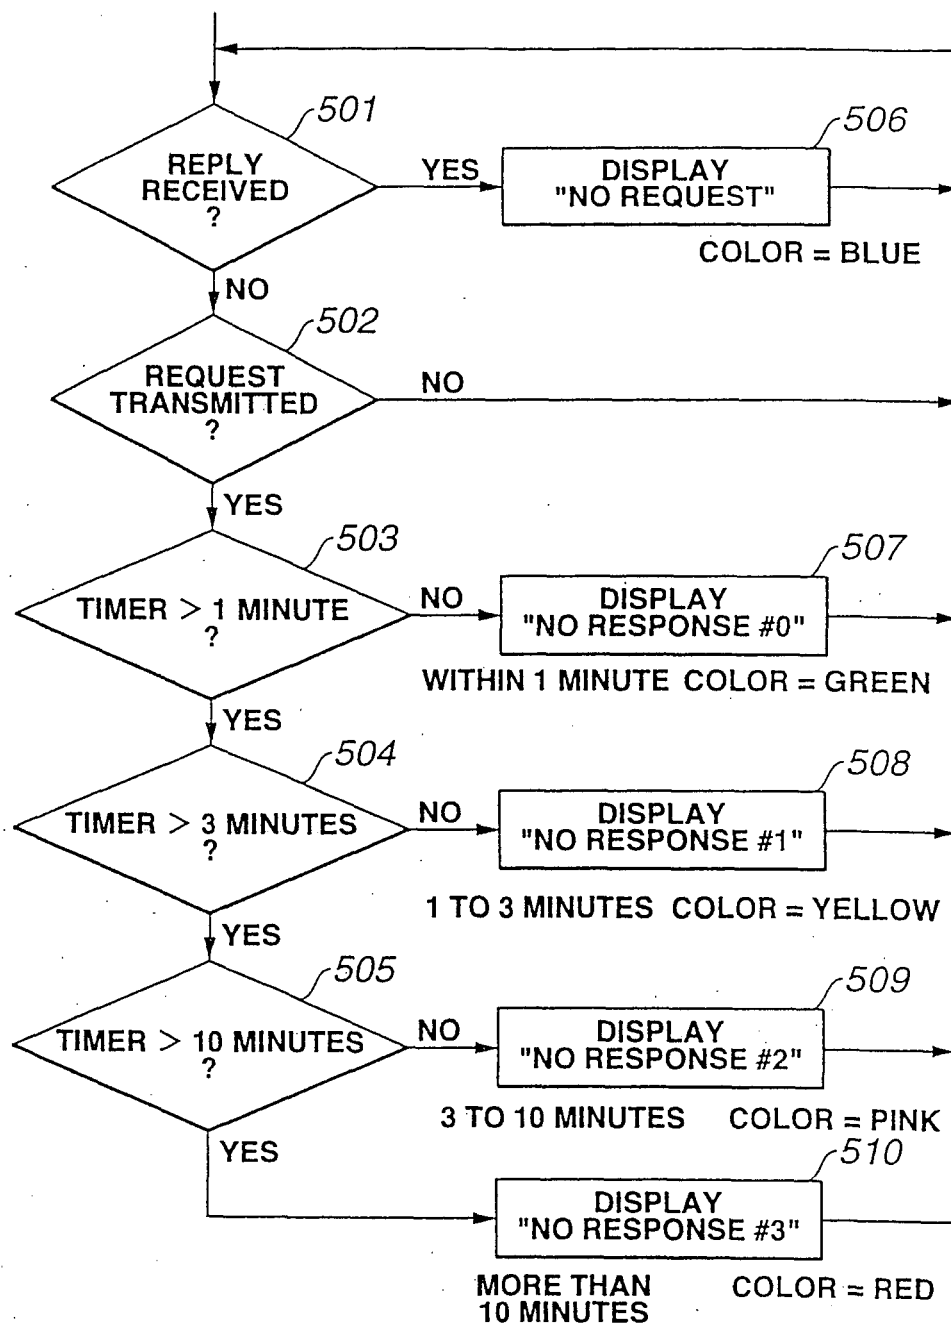 501
REPLY
RECEIVED
?
YES
506
DISPLAY
"NO REQUEST"
COLOR = BLUE
NO
502
REQUEST
TRANSMITTED
?
NO
YES
503
TIMER > 1 MINUTE
?
NO
507
DISPLAY
"NO RESPONSE #0"
WITHIN 1 MINUTE COLOR = GREEN
YES
504
TIMER > 3 MINUTES
?
NO
508
DISPLAY
"NO RESPONSE #1"
1 TO 3 MINUTES COLOR = YELLOW
YES
505
TIMER > 10 MINUTES
?
NO
509
DISPLAY
"NO RESPONSE #2"
3 TO 10 MINUTES COLOR = PINK
YES
510
DISPLAY
"NO RESPONSE #3"
MORE THAN
10 MINUTES
COLOR = RED